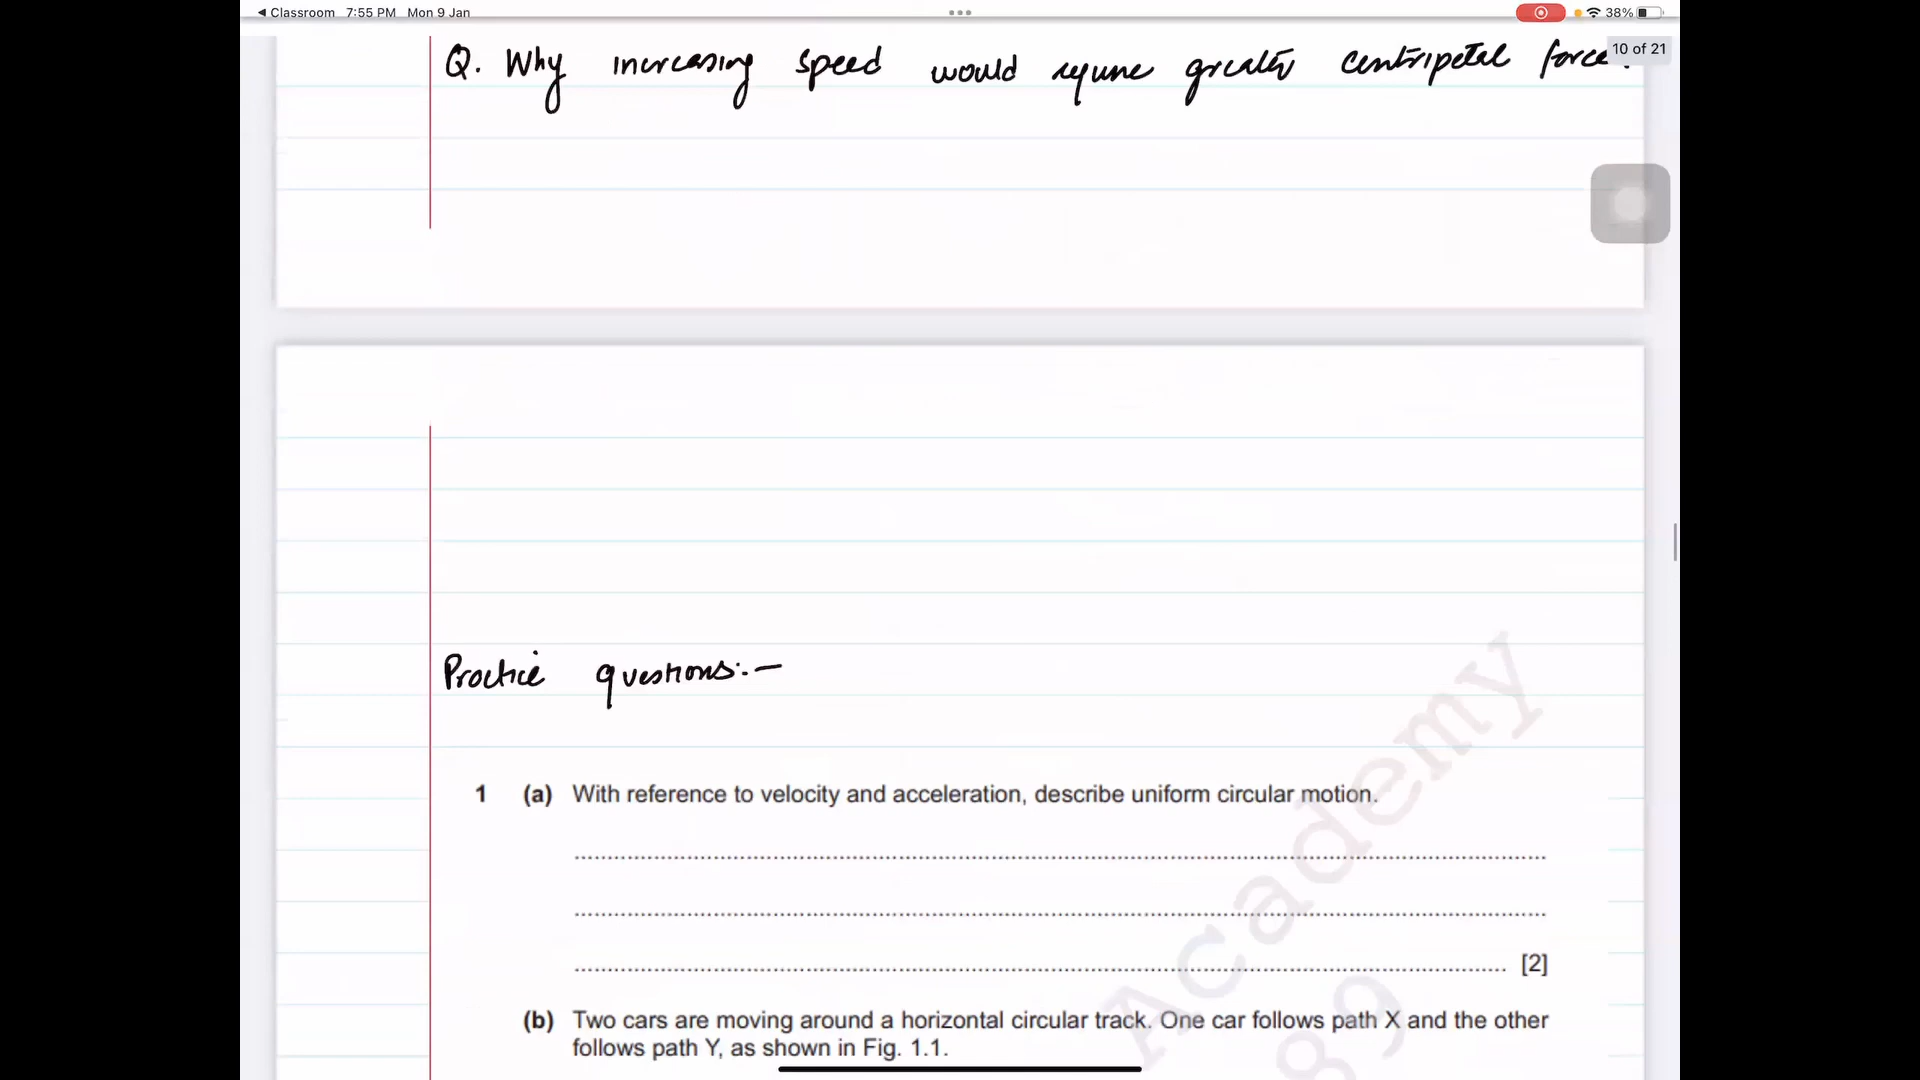 Classroom 7:55 PM Mon 9 Jan
38%
10 of 21
Q. Why increasing speed would require greater centripetal force?
Practice questions:-
1 (a) With reference to velocity and acceleration, describe uniform circular motion.
[2]
(b) Two cars are moving around a horizontal circular track. One car follows path X and the other
follows path Y, as shown in Fig. 1.1.
Academy
89